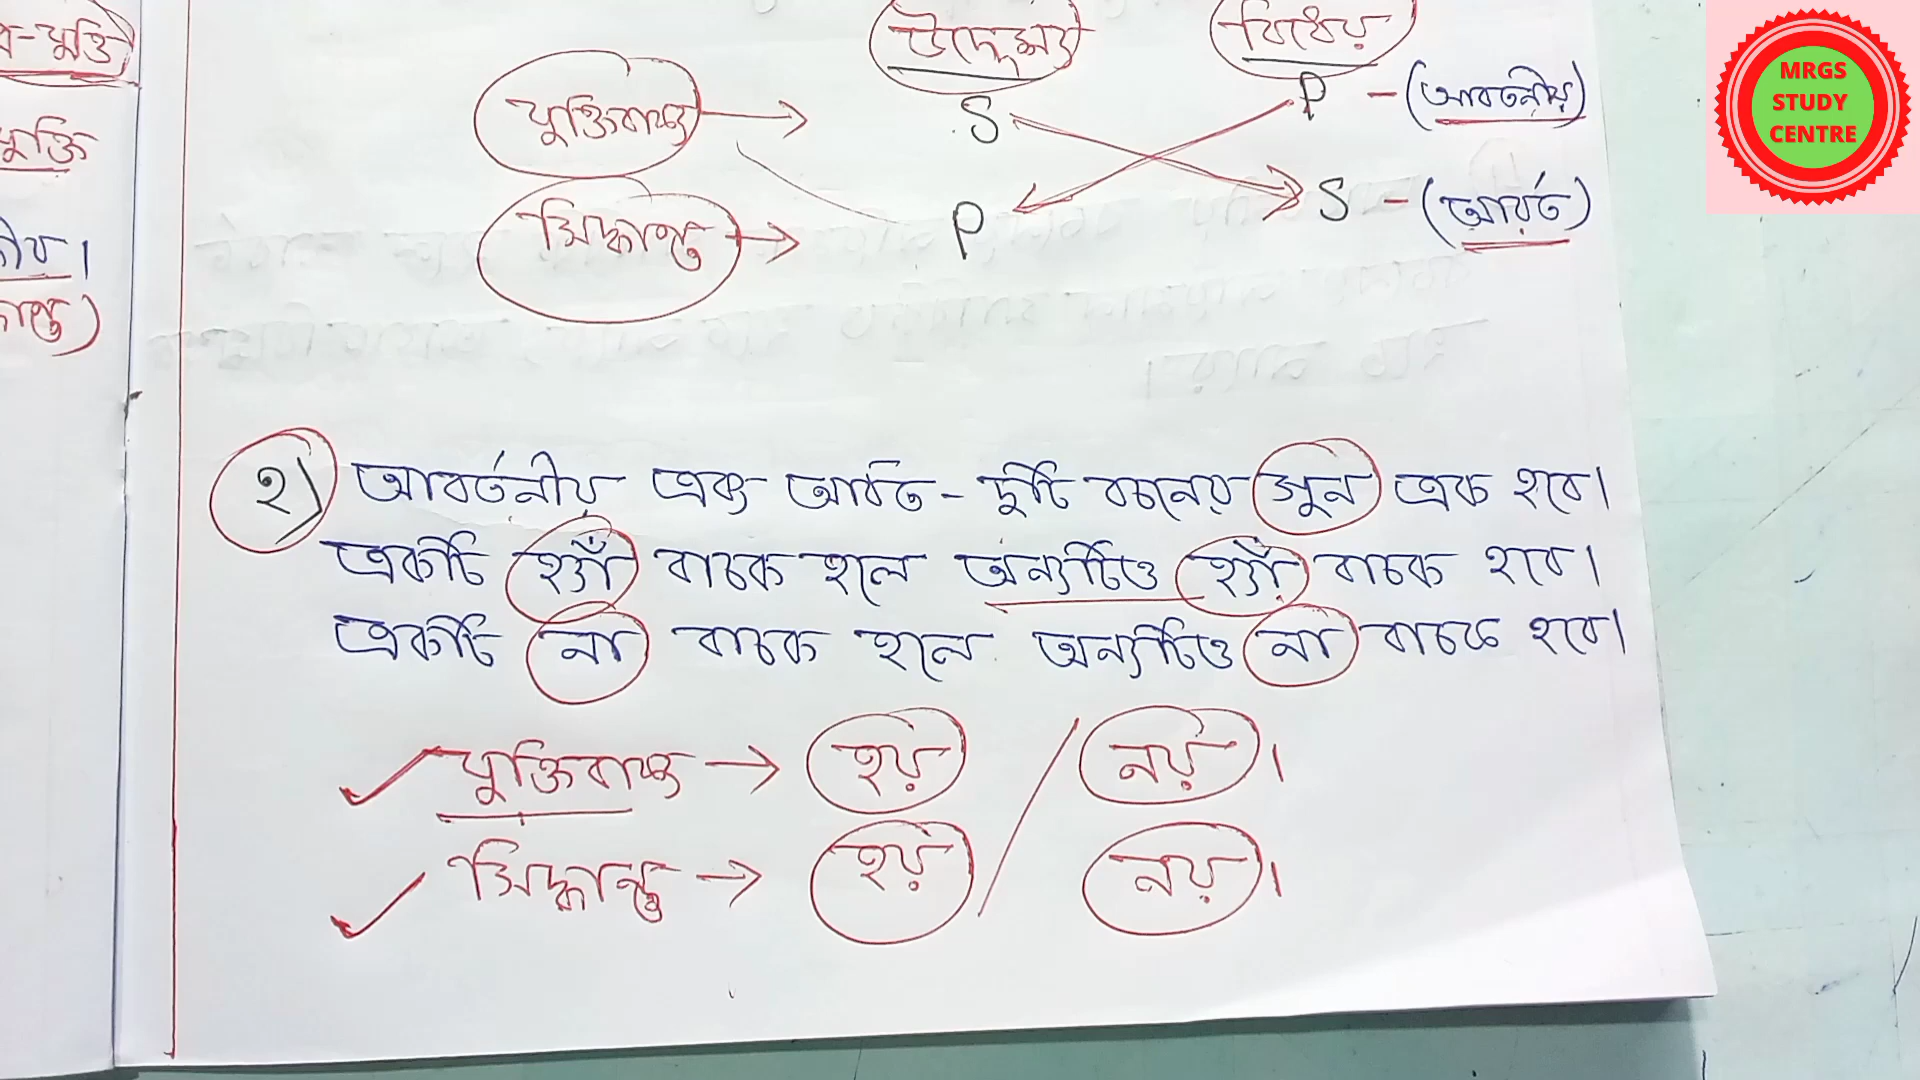 উদ্দেশ্য বিধেয়
যুক্তিবাক্য → S P - (আবর্তনীয়)
সিদ্ধান্ত → P S - (আবর্ত)
২) আবর্তনীয় এবং আবর্ত - দুটি বচনের গুন এক হবে।
একটি হ্যাঁ বাচক হলে অন্যটিও হ্যাঁ বাচক হবে।
একটি না বাচক হলে অন্যটিও না বাচক হবে।
যুক্তিবাক্য → হয় / নয়।
সিদ্ধান্ত → হয় / নয়।
যুক্তি
MRGS
STUDY
CENTRE